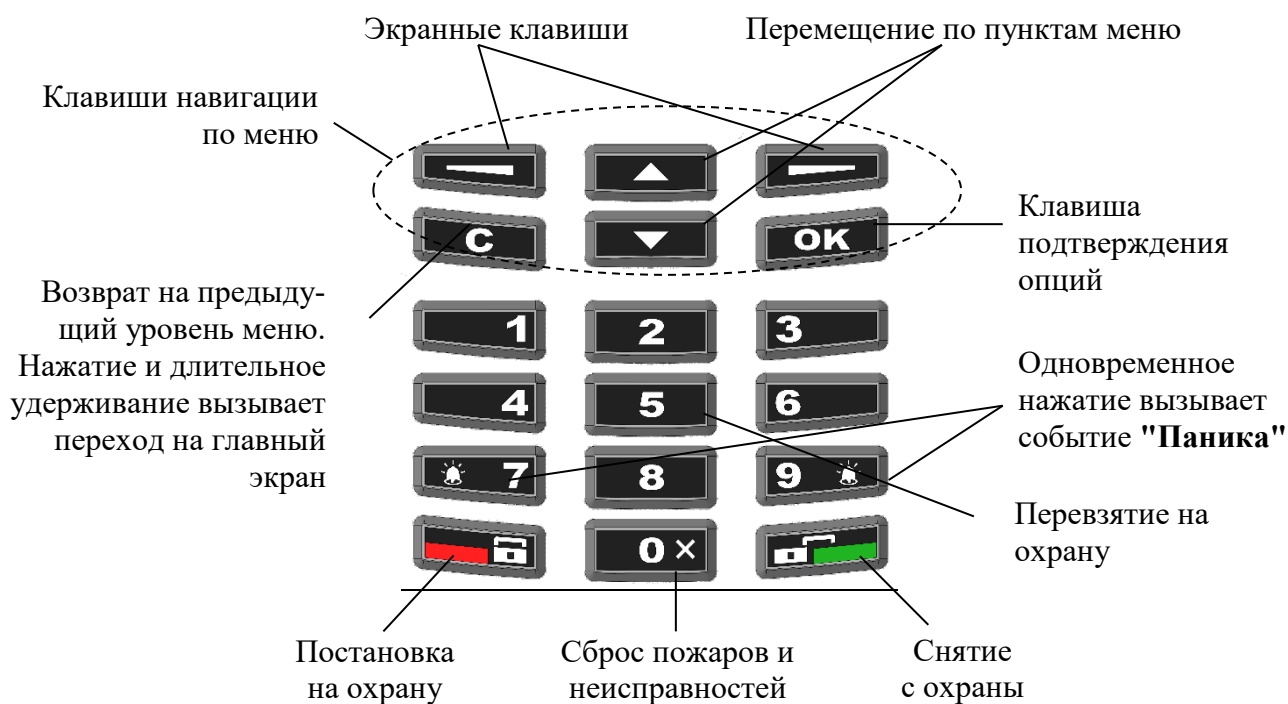 Экранные клавиши
Перемещение по пунктам меню
Клавиши навигации
по меню
C
OK
Клавиша
подтверждения
опций
Возврат на предыду-
щий уровень меню.
Нажатие и длительное
удерживание вызывает
переход на главный
экран
1
2
3
4
5
6
7
8
9
0 ×
Одновременное
нажатие вызывает
событие "Паника"
Перевзятие на
охрану
Постановка
на охрану
Сброс пожаров и
неисправностей
Снятие
с охраны